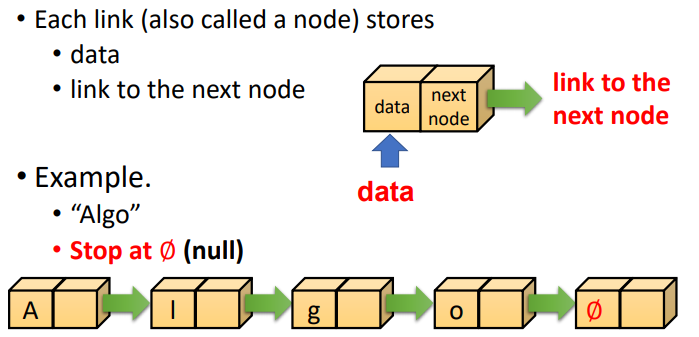 • Each link (also called a node) stores
• data
• link to the next node
data
next
node
link to the
next node
data
• Example.
• “Algo”
• Stop at ∅ (null)
A
l
g
o
∅